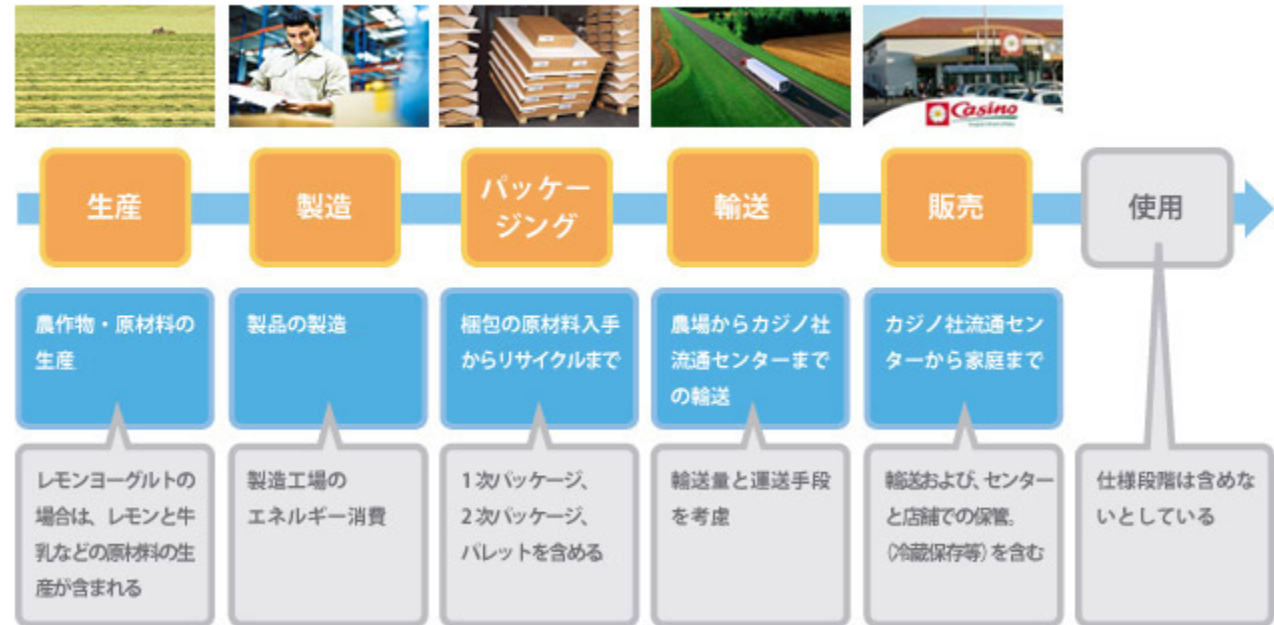 Casino
生産
製造
パッケー
ジング
輸送
販売
使用
農作物・原材料の
生産
製品の製造
梱包の原材料入手
からリサイクルまで
農場からカジノ社
流通センターまで
の輸送
カジノ社流通セン
ターから家庭まで
レモンヨーグルトの
場合は、レモンと牛
乳などの原材料の生
産が含まれる
製造工場の
エネルギー消費
1次パッケージ、
2次パッケージ、
パレットを含める
輸送量と運送手段
を考慮
輸送および、センター
と店舗での保管。
（冷蔵保存等）を含む
仕様段階は含めな
いとしている